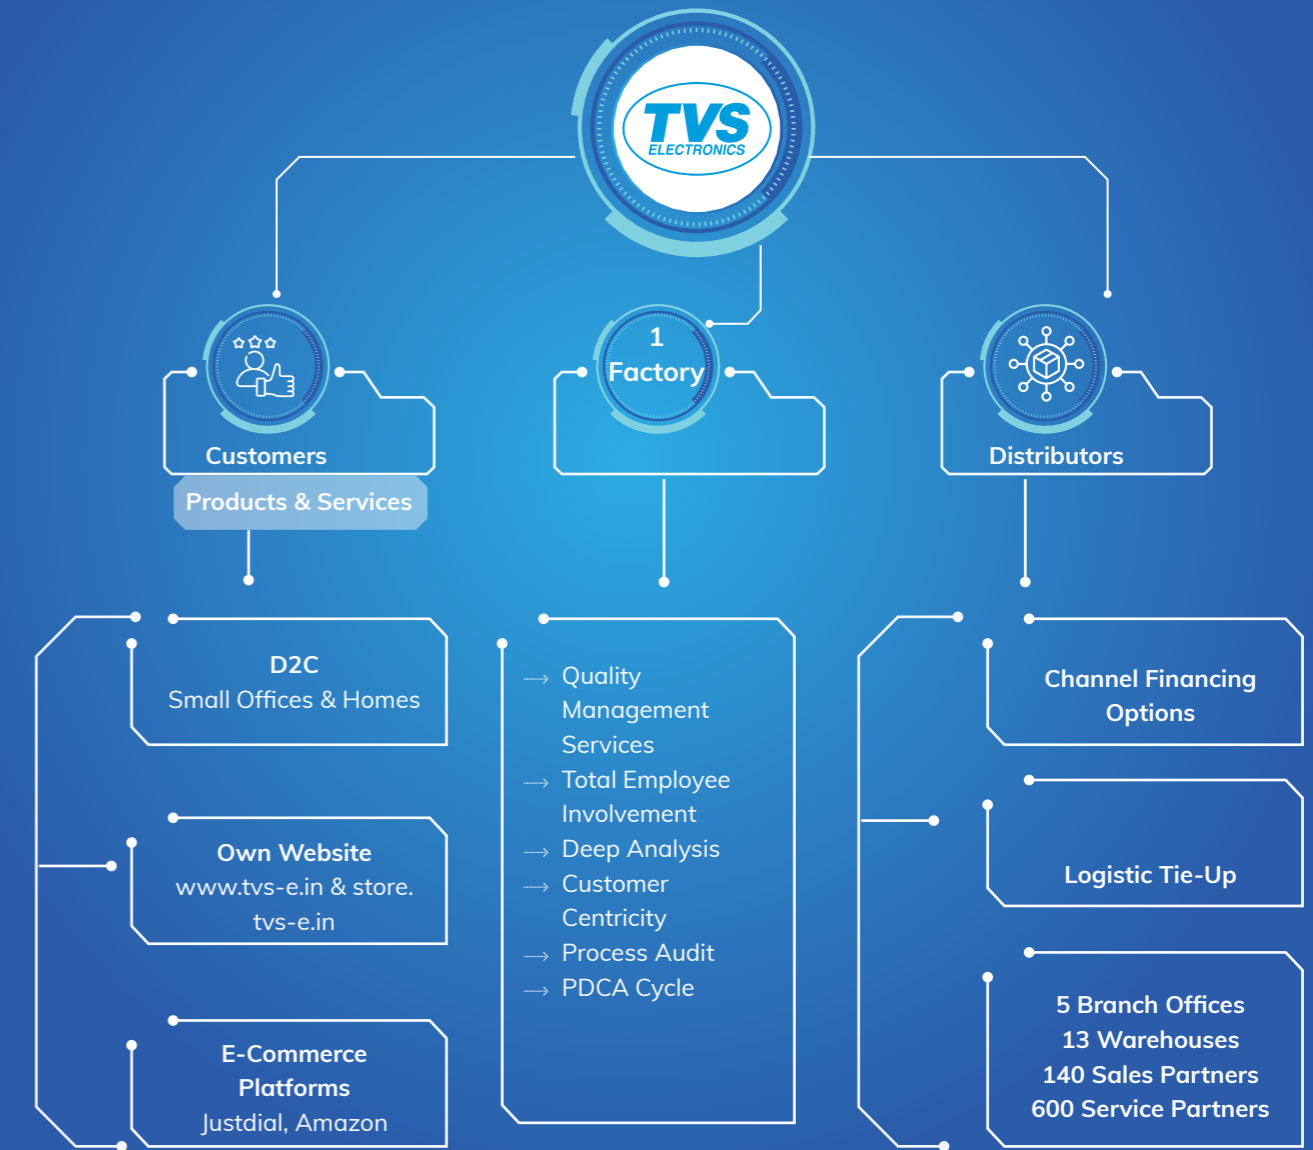 TVS
ELECTRONICS
1
Factory
Customers
Products & Services
Distributors
D2C
Small Offices & Homes
Own Website
www.tvs-e.in & store.
tvs-e.in
E-Commerce
Platforms
Justdial, Amazon
Quality
Management
Services
Total Employee
Involvement
Deep Analysis
Customer
Centricity
Process Audit
PDCA Cycle
Channel Financing
Options
Logistic Tie-Up
5 Branch Offices
13 Warehouses
140 Sales Partners
600 Service Partners